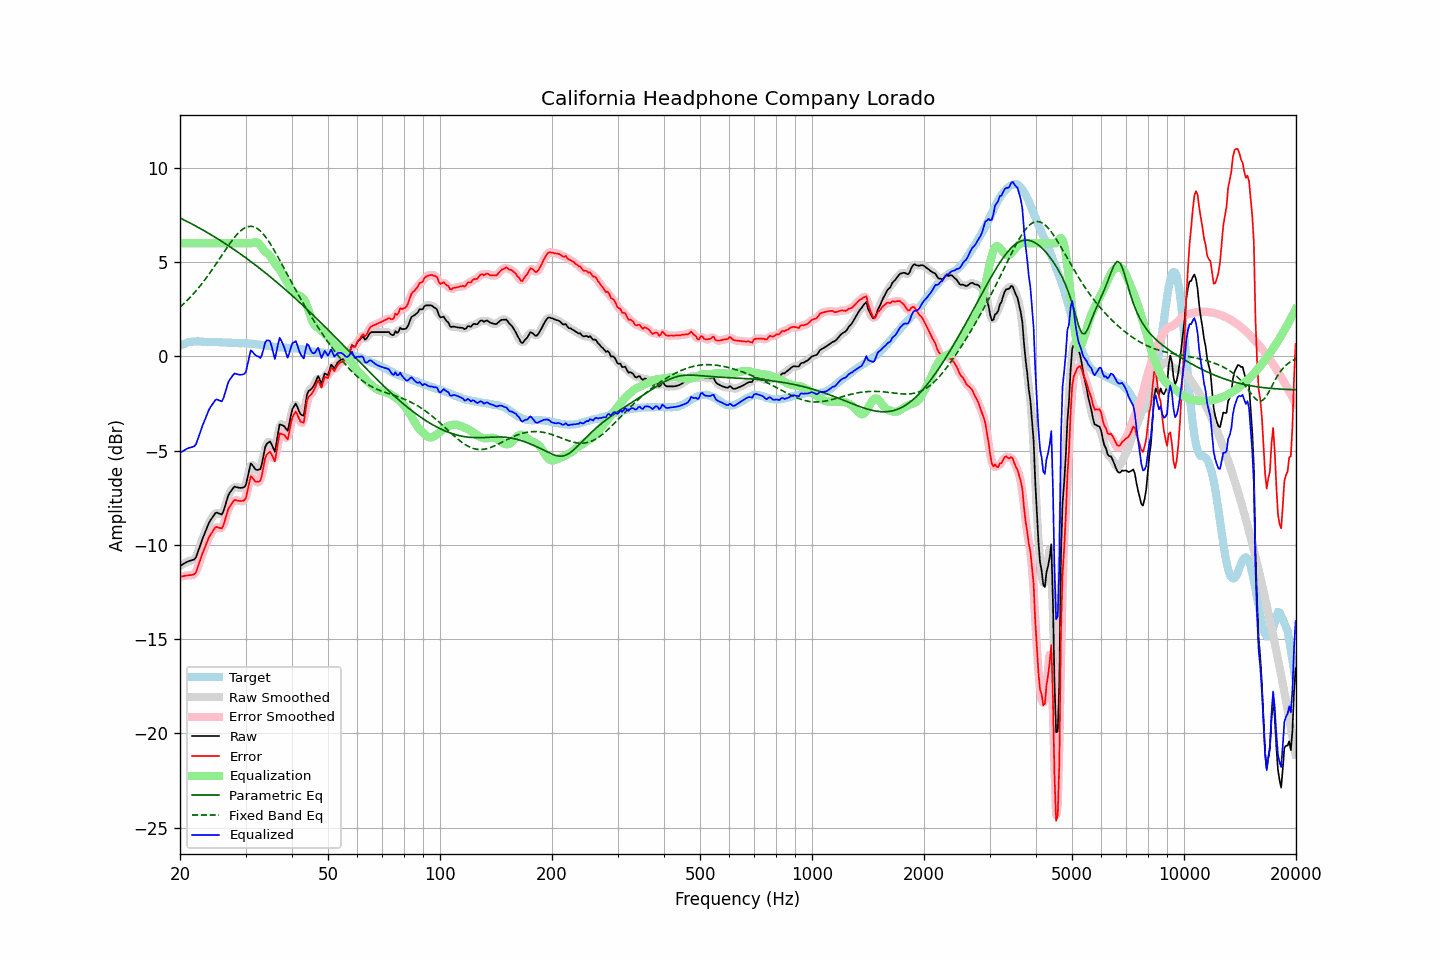 California Headphone Company Lorado
Amplitude (dBr)
10
5
0
−5
−10
−15
−20
−25
Target
Raw Smoothed
Error Smoothed
Raw
Error
Equalization
Parametric Eq
Fixed Band Eq
Equalized
20 50 100 200 500 1000 2000 5000 10000 20000
Frequency (Hz)